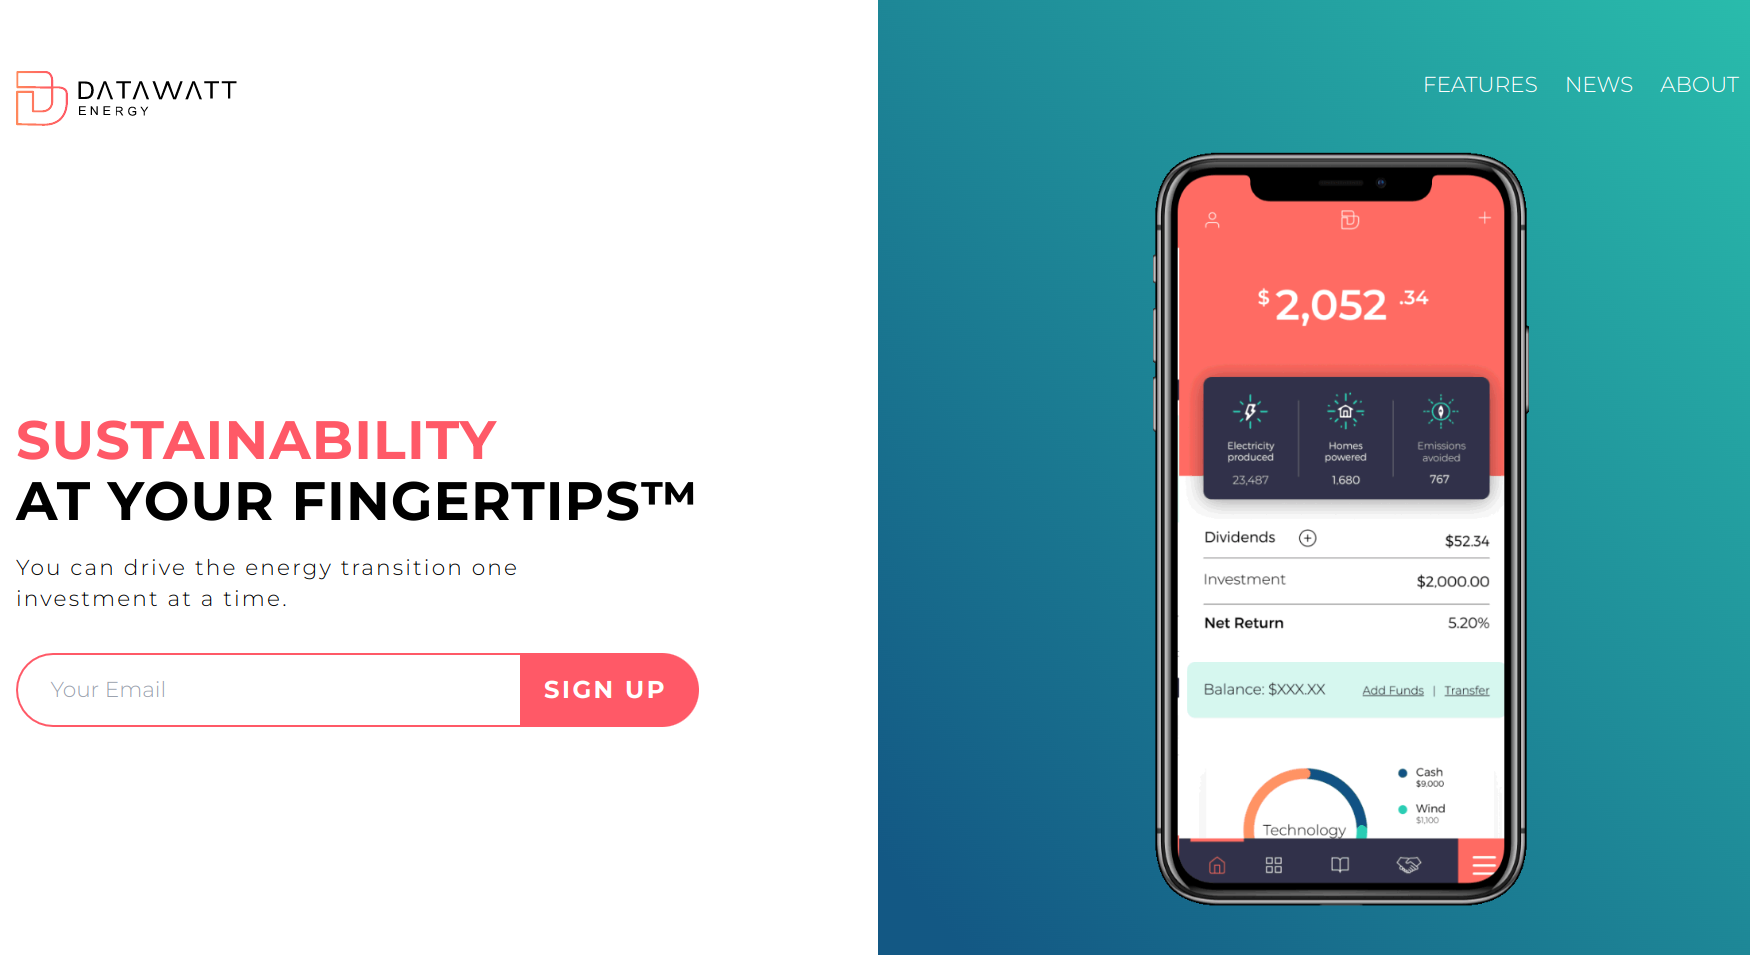 DATAWATT
ENERGY
FEATURES NEWS ABOUT
SUSTAINABILITY
AT YOUR FINGERTIPS™
You can drive the energy transition one
investment at a time.
Your Email
SIGN UP
$2,052.34
Electricity
produced
23,487
Homes
powered
1,680
Emissions
avoided
767
Dividends $52.34
Investment $2,000.00
Net Return 5.20%
Balance: $XXX.XX Add Funds | Transfer
Technology
Cash
$9,000
Wind
$1,100